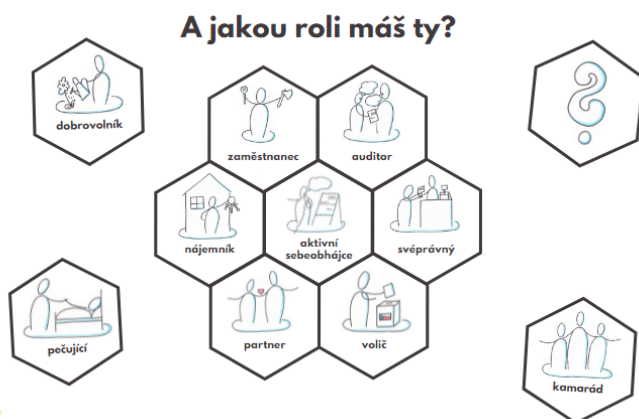 A jakou roli máš ty?
dobrovolník
zaměstnanec
auditor
nájemník
aktivní
sebeobhájce
svéprávný
pečující
partner
volič
kamarád